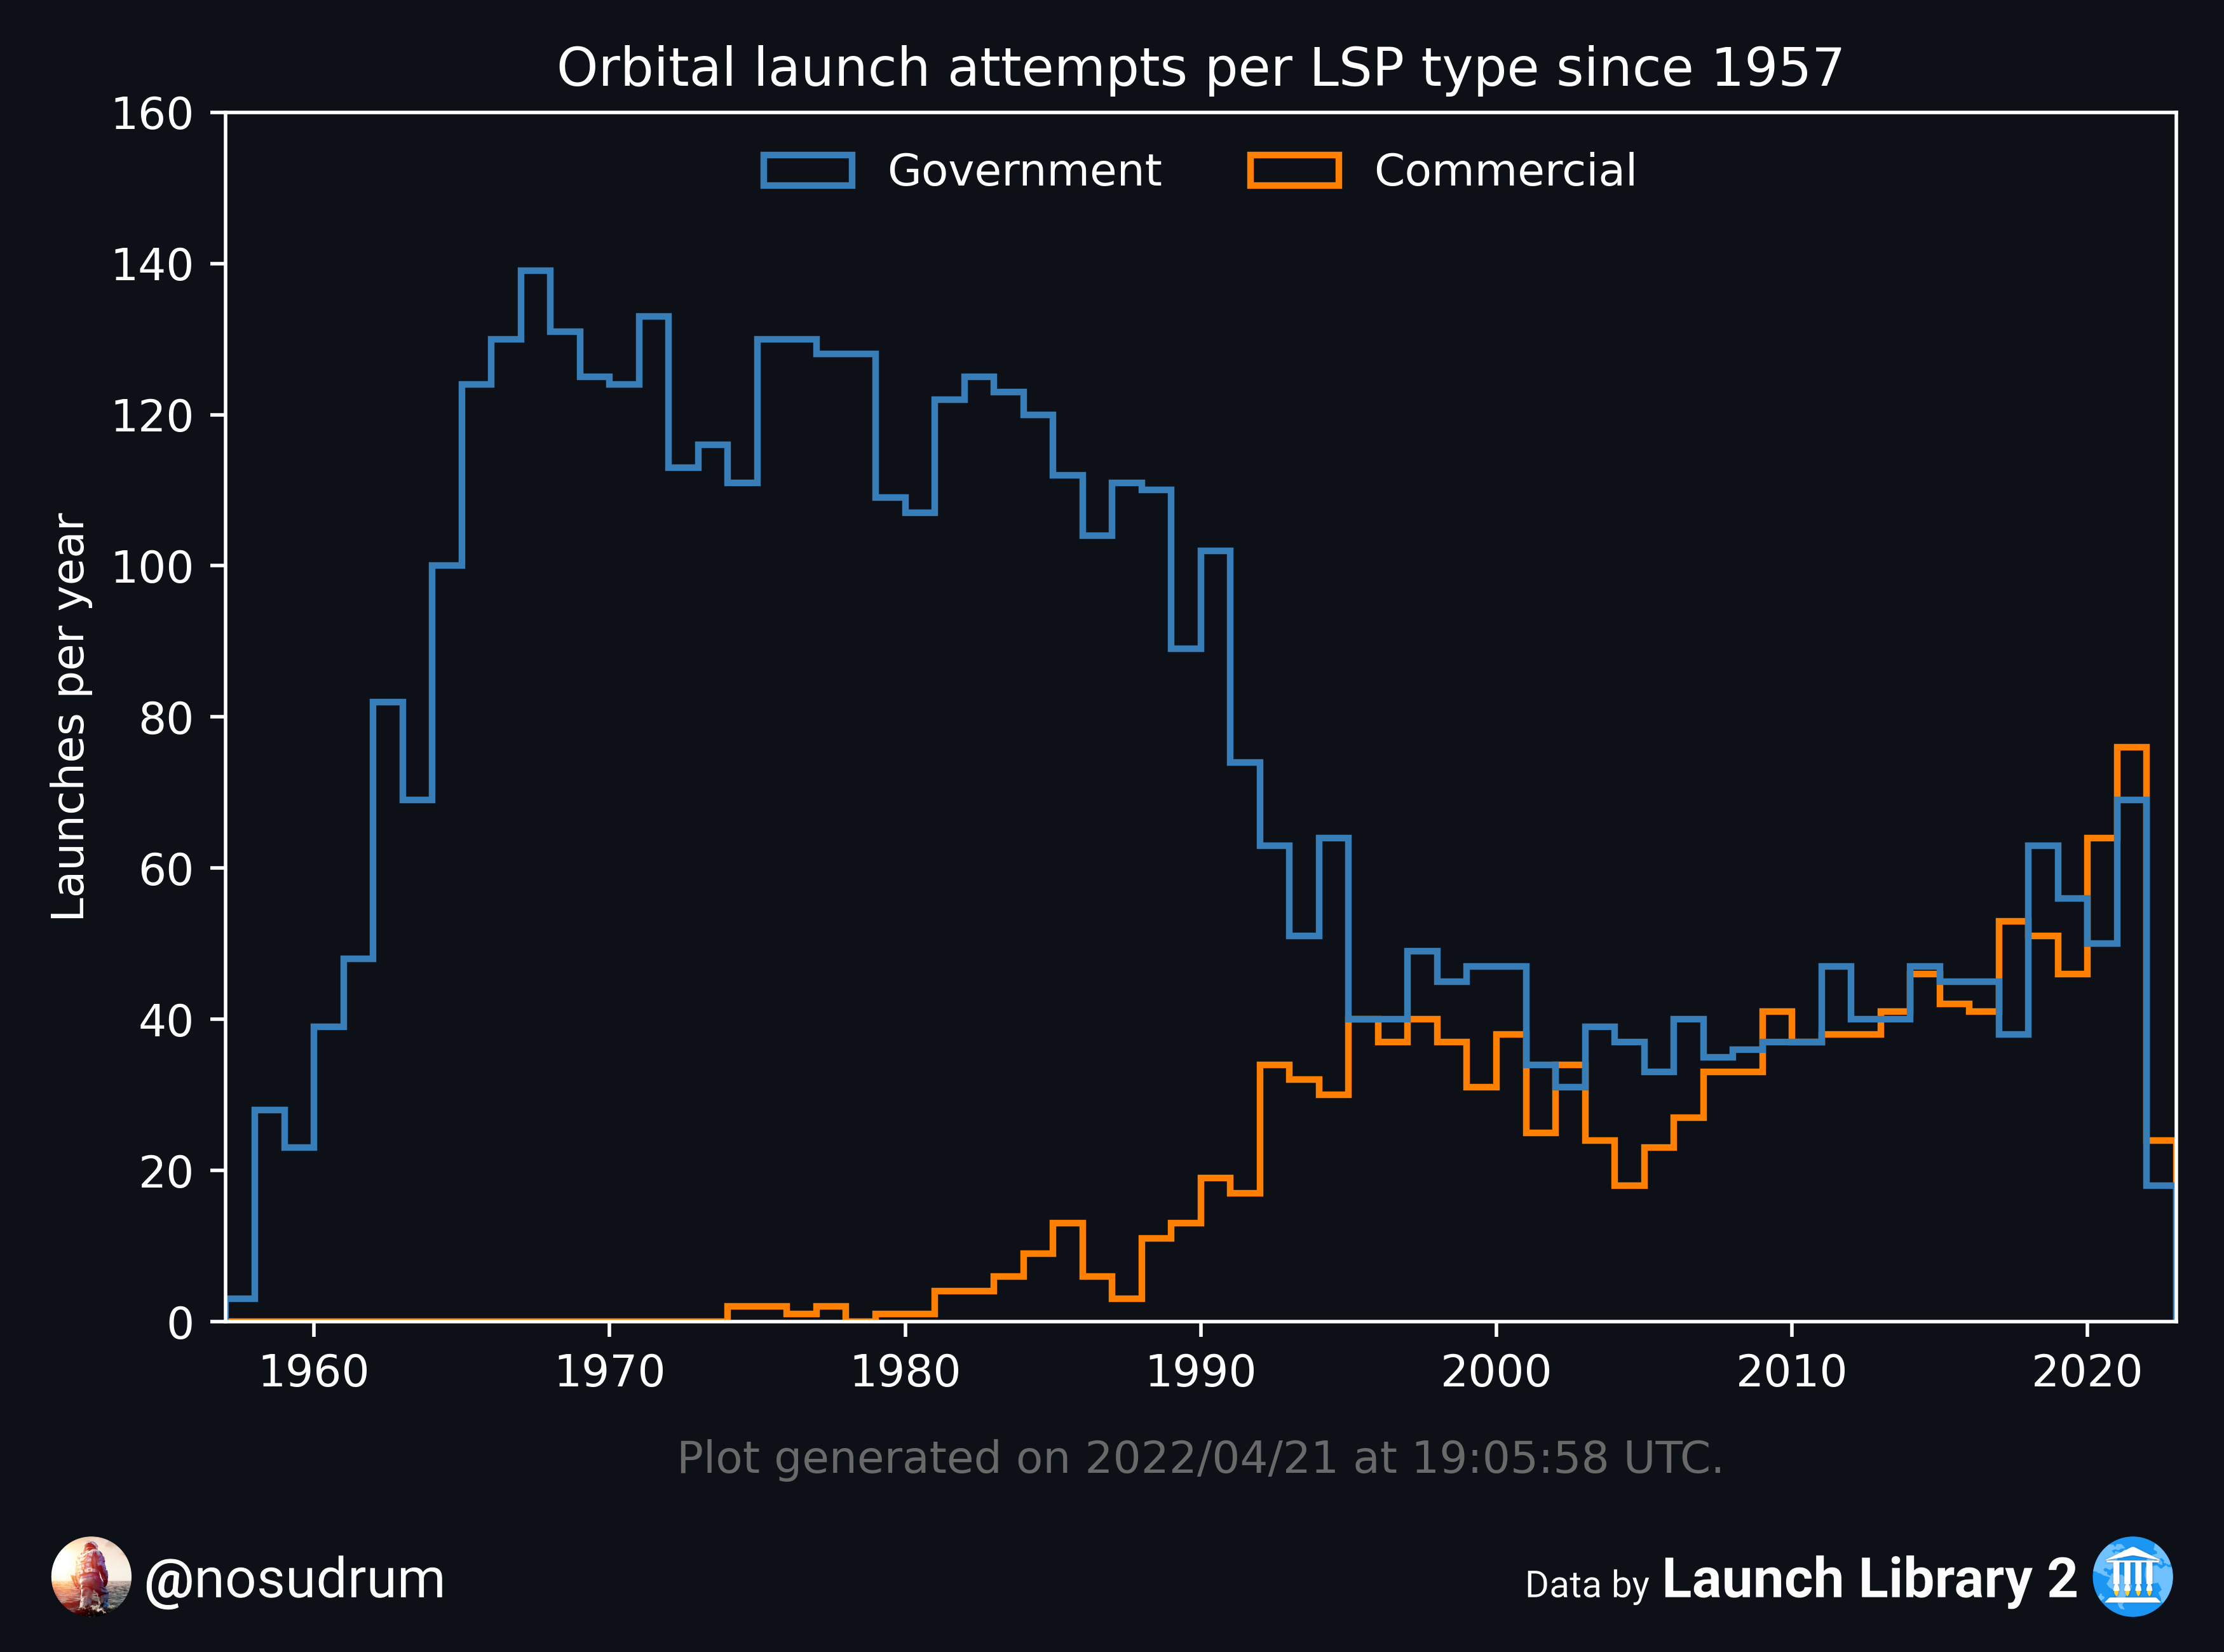 Orbital launch attempts per LSP type since 1957
Government
Commercial
Launches per year
160
140
120
100
80
60
40
20
0
1960 1970 1980 1990 2000 2010 2020
Plot generated on 2022/04/21 at 19:05:58 UTC.
@nosudrum
Data by Launch Library 2